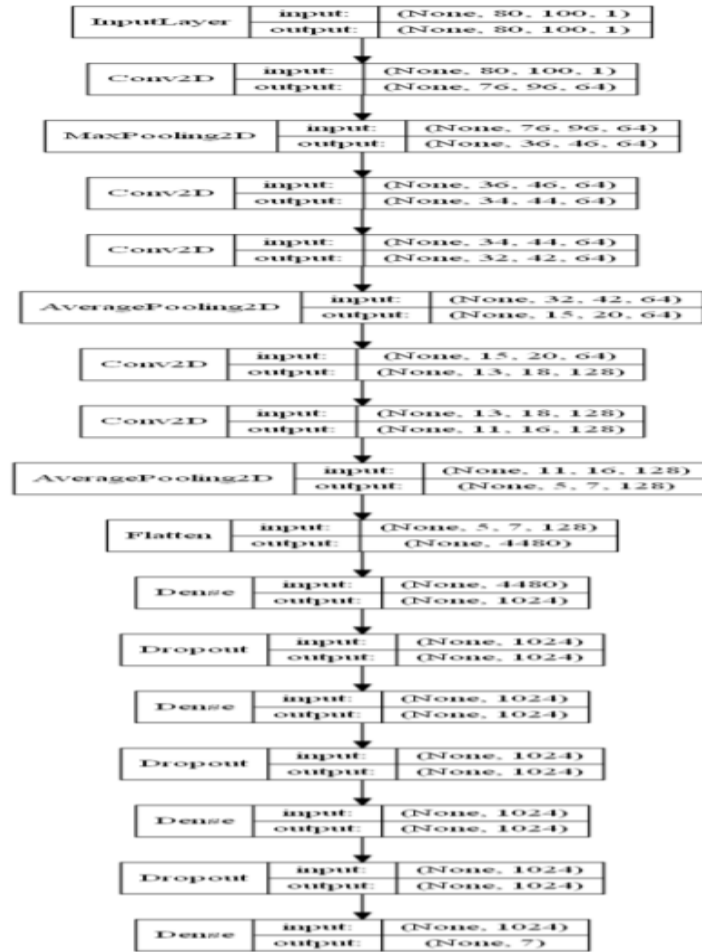 InputLayer input: (None, 80, 100, 1)
output: (None, 80, 100, 1)
Conv2D input: (None, 80, 100, 1)
output: (None, 76, 96, 64)
MaxPooling2D input: (None, 76, 96, 64)
output: (None, 36, 46, 64)
Conv2D input: (None, 36, 46, 64)
output: (None, 34, 44, 64)
Conv2D input: (None, 34, 44, 64)
output: (None, 32, 42, 64)
AveragePooling2D input: (None, 32, 42, 64)
output: (None, 15, 20, 64)
Conv2D input: (None, 15, 20, 64)
output: (None, 13, 18, 128)
Conv2D input: (None, 13, 18, 128)
output: (None, 11, 16, 128)
AveragePooling2D input: (None, 11, 16, 128)
output: (None, 5, 7, 128)
Flatten input: (None, 5, 7, 128)
output: (None, 4480)
Dense input: (None, 4480)
output: (None, 1024)
Dropout input: (None, 1024)
output: (None, 1024)
Dense input: (None, 1024)
output: (None, 1024)
Dropout input: (None, 1024)
output: (None, 1024)
Dense input: (None, 1024)
output: (None, 1024)
Dropout input: (None, 1024)
output: (None, 1024)
Dense input: (None, 1024)
output: (None, 7)